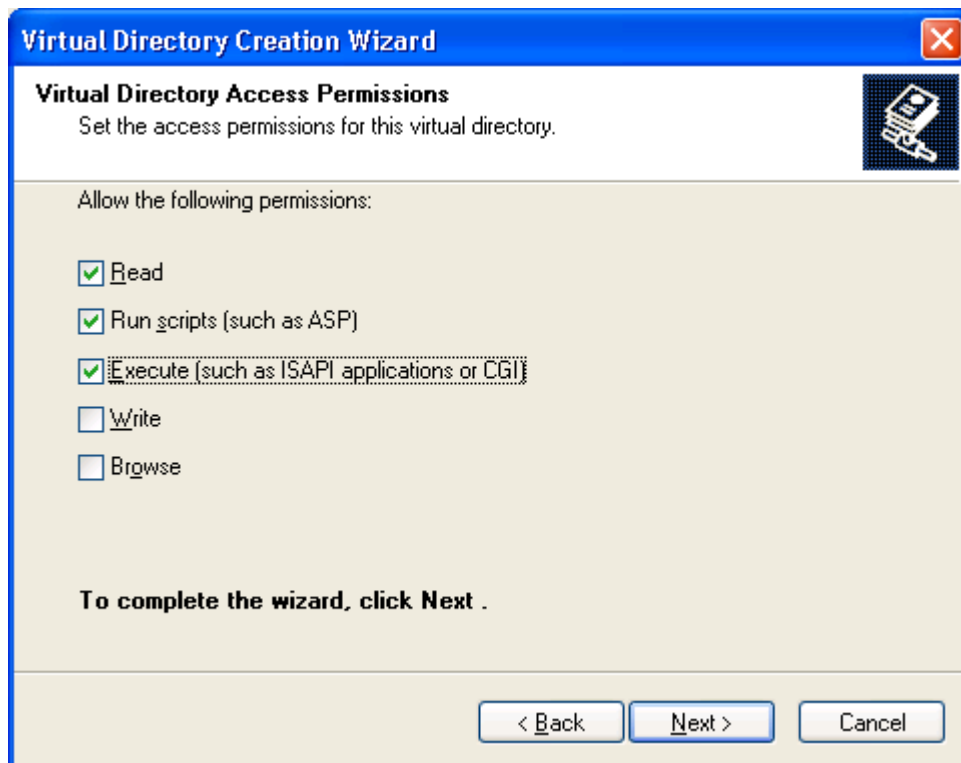 Virtual Directory Creation Wizard
Virtual Directory Access Permissions
Set the access permissions for this virtual directory.
Allow the following permissions:
Read
Run scripts (such as ASP)
Execute (such as ISAPI applications or CGI)
Write
Browse
To complete the wizard, click Next .
< Back Next > Cancel